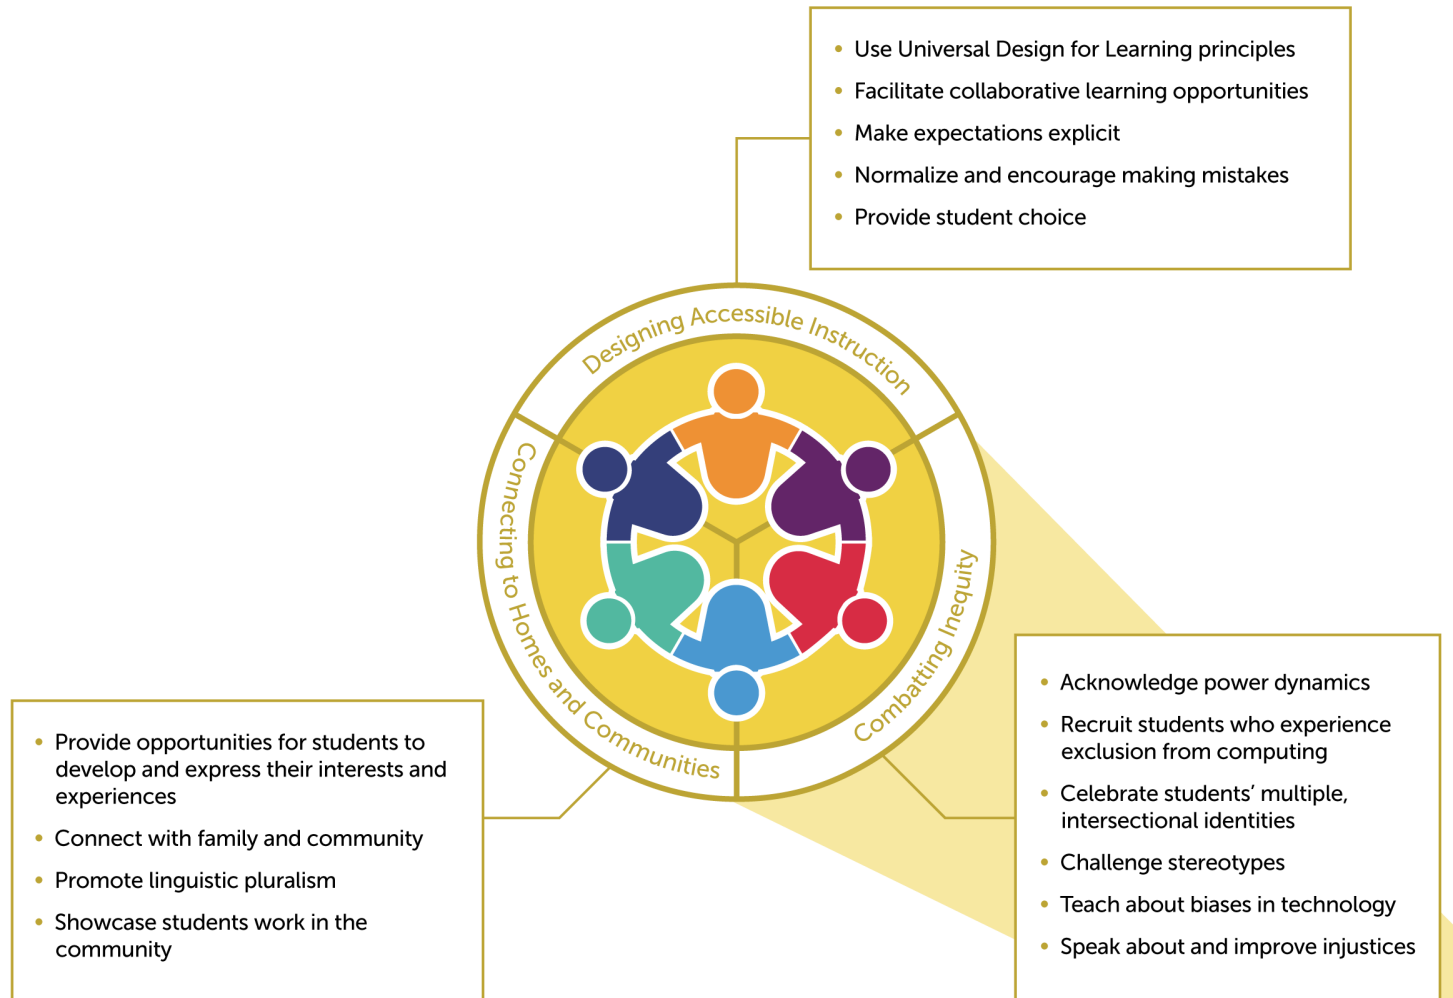 Use Universal Design for Learning principles
Facilitate collaborative learning opportunities
Make expectations explicit
Normalize and encourage making mistakes
Provide student choice
Designing Accessible Instruction
Connecting to Homes and Communities
Combatting Inequity
Provide opportunities for students to
develop and express their interests and
experiences
Connect with family and community
Promote linguistic pluralism
Showcase students work in the
community
Acknowledge power dynamics
Recruit students who experience
exclusion from computing
Celebrate students’ multiple,
intersectional identities
Challenge stereotypes
Teach about biases in technology
Speak about and improve injustices